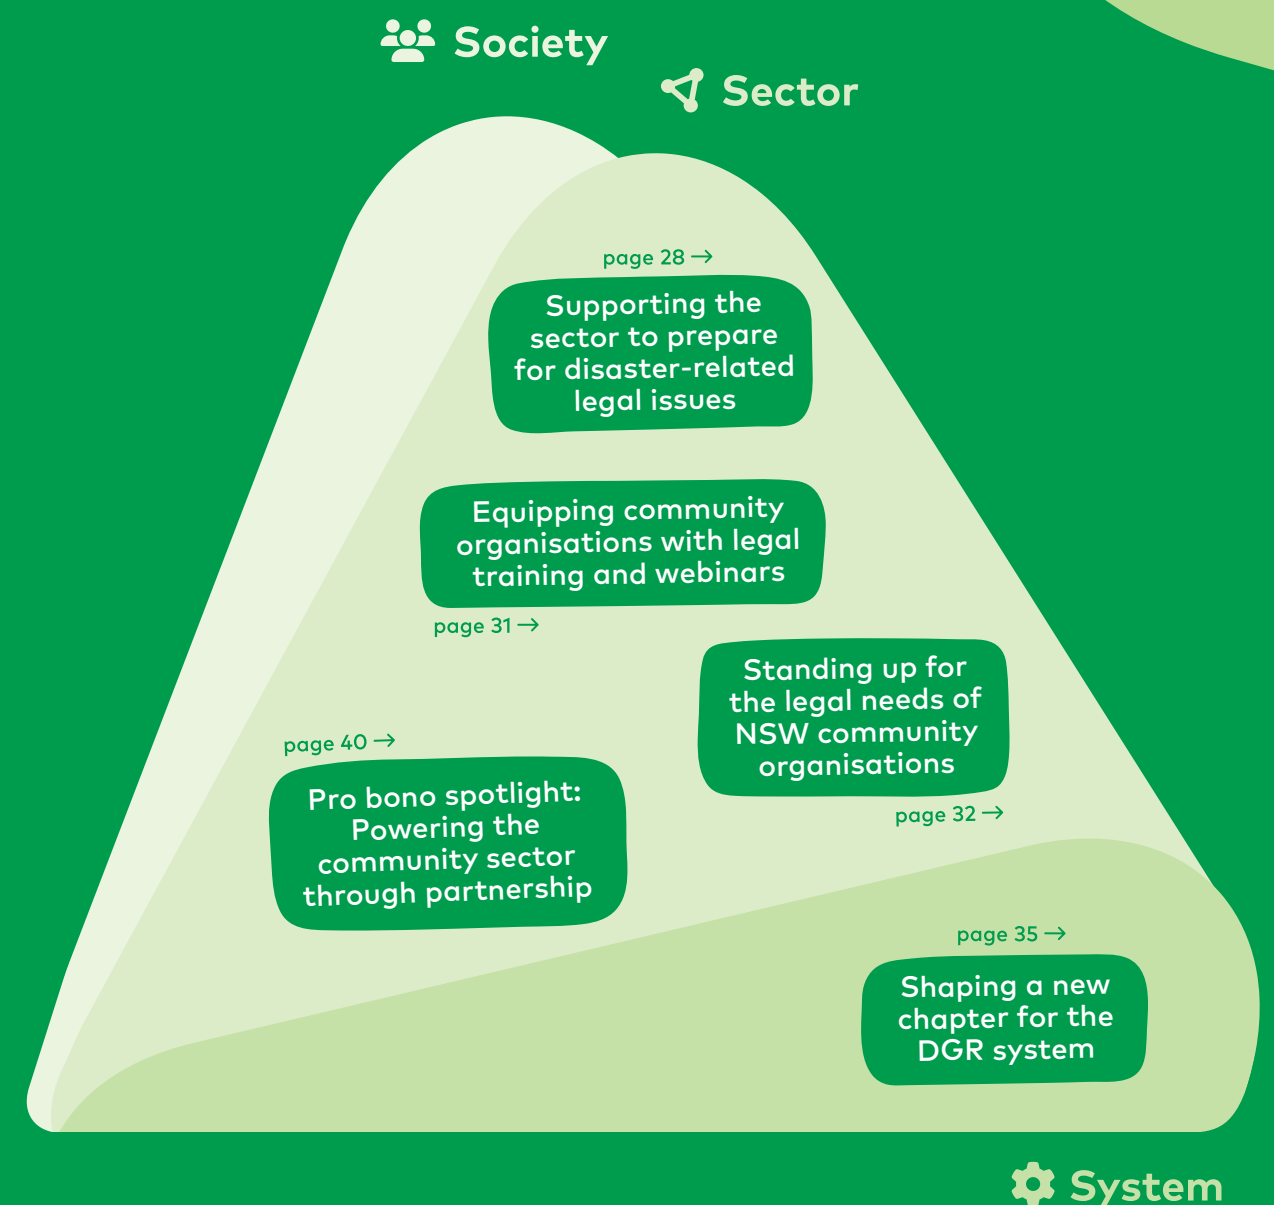 Society
Sector
page 28 →
Supporting the
sector to prepare
for disaster-related
legal issues
Equipping community
organisations with legal
training and webinars
page 31 →
Standing up for
the legal needs of
NSW community
organisations
page 32 →
page 40 →
Pro bono spotlight:
Powering the
community sector
through partnership
page 35 →
Shaping a new
chapter for the
DGR system
System